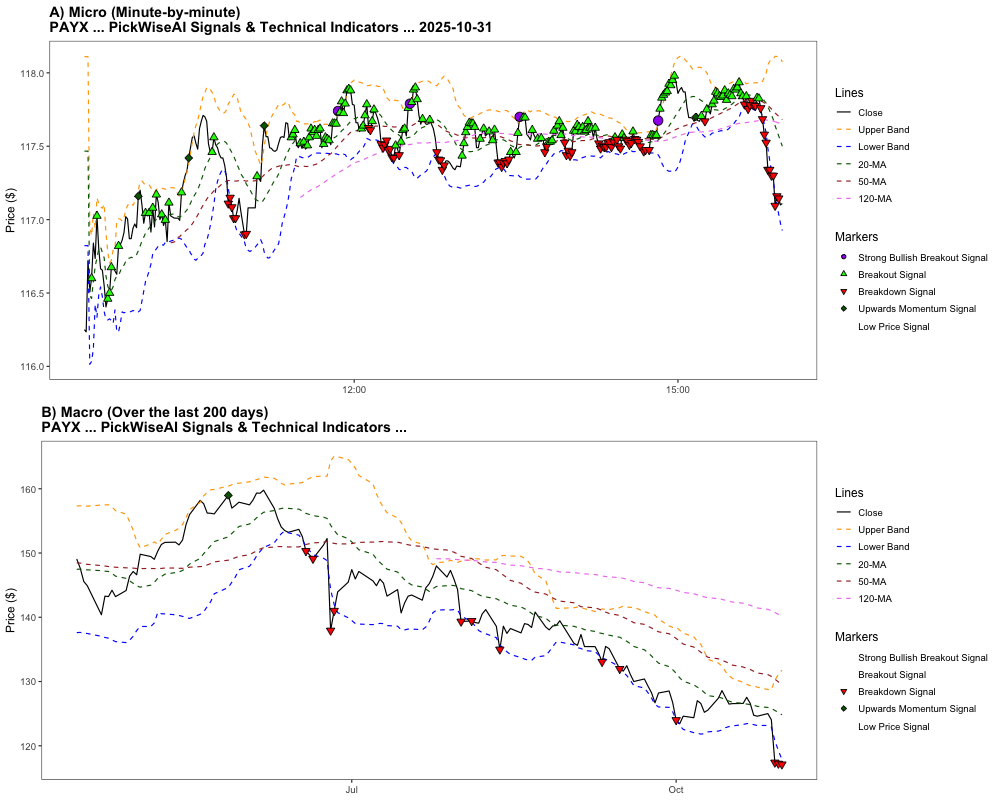 A) Micro (Minute-by-minute)
PAYX ... PickWiseAI Signals & Technical Indicators ... 2025-10-31
Price ($)
118.0
117.5
117.0
116.5
116.0
12:00
15:00
Lines
Close
Upper Band
Lower Band
20-MA
50-MA
120-MA
Markers
Strong Bullish Breakout Signal
Breakout Signal
Breakdown Signal
Upwards Momentum Signal
Low Price Signal
B) Macro (Over the last 200 days)
PAYX ... PickWiseAI Signals & Technical Indicators ...
Price ($)
160
150
140
130
120
Jul
Oct
Lines
Close
Upper Band
Lower Band
20-MA
50-MA
120-MA
Markers
Strong Bullish Breakout Signal
Breakout Signal
Breakdown Signal
Upwards Momentum Signal
Low Price Signal